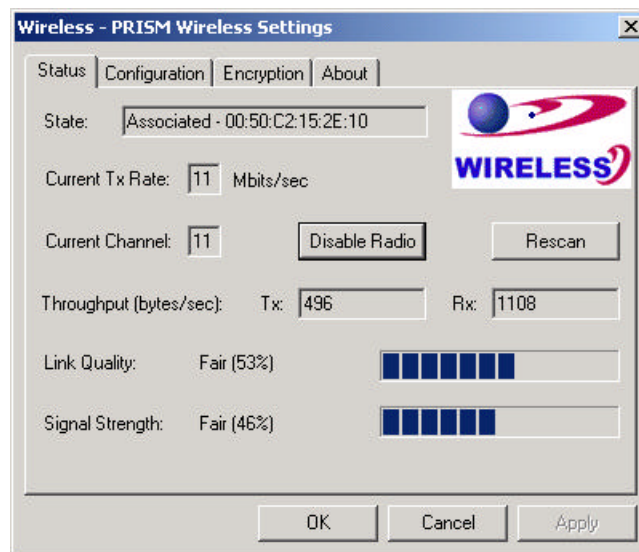 Wireless - PRISM Wireless Settings
Status Configuration Encryption About
State: Associated - 00:50:C2:15:2E:10
WIRELESS
Current Tx Rate: 11 Mbits/sec
Current Channel: 11 Disable Radio Rescan
Throughput (bytes/sec): Tx: 496 Rx: 1108
Link Quality: Fair (53%)
Signal Strength: Fair (46%)
OK Cancel Apply